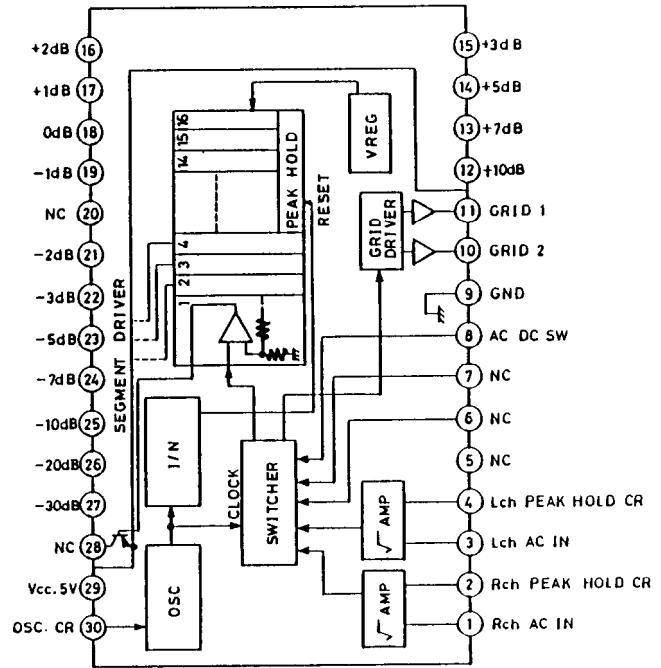 +2dB 16
+1dB 17
0dB 18
-1dB 19
NC 20
-2dB 21
-3dB 22
-5dB 23
-7dB 24
-10dB 25
-20dB 26
-30dB 27
NC 28
Vcc. 5V 29
OSC. CR 30
SEGMENT DRIVER
16
15
14
4
3
2
1
PEAK HOLD
RESET
VREG
GRID
DRIVER
1/N
OSC
CLOCK
SWITCHER
√AMP
√AMP
15 +3dB
14 +5dB
13 +7dB
12 +10dB
11 GRID 1
10 GRID 2
9 GND
8 AC DC SW
7 NC
6 NC
5 NC
4 Lch PEAK HOLD CR
3 Lch AC IN
2 Rch PEAK HOLD CR
1 Rch AC IN